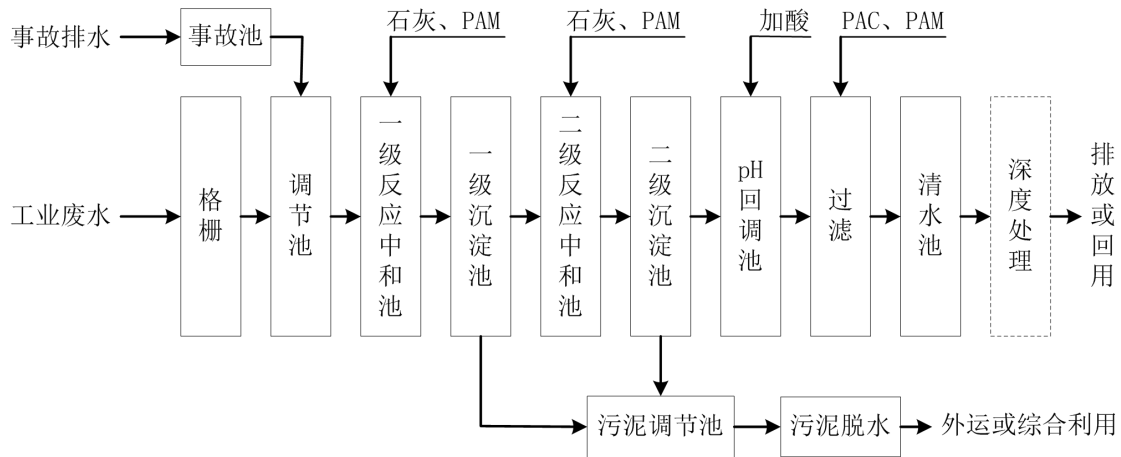 石灰、PAM
石灰、PAM
加酸
PAC、PAM
事故排水
事故池
工业废水
格栅
调节池
一级反应中和池
一级沉淀池
二级反应中和池
二级沉淀池
pH回调池
过滤
清水池
深度处理
排放或回用
污泥调节池
污泥脱水
外运或综合利用